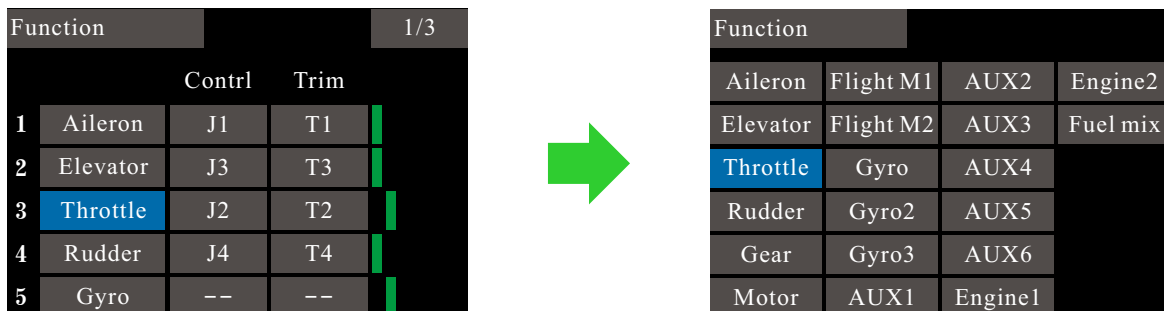 Function 1/3
Contrl Trim
1 Aileron J1 T1
2 Elevator J3 T3
3 Throttle J2 T2
4 Rudder J4 T4
5 Gyro -- --
Function
Aileron Flight M1 AUX2 Engine2
Elevator Flight M2 AUX3 Fuel mix
Throttle Gyro AUX4
Rudder Gyro2 AUX5
Gear Gyro3 AUX6
Motor AUX1 Engine1